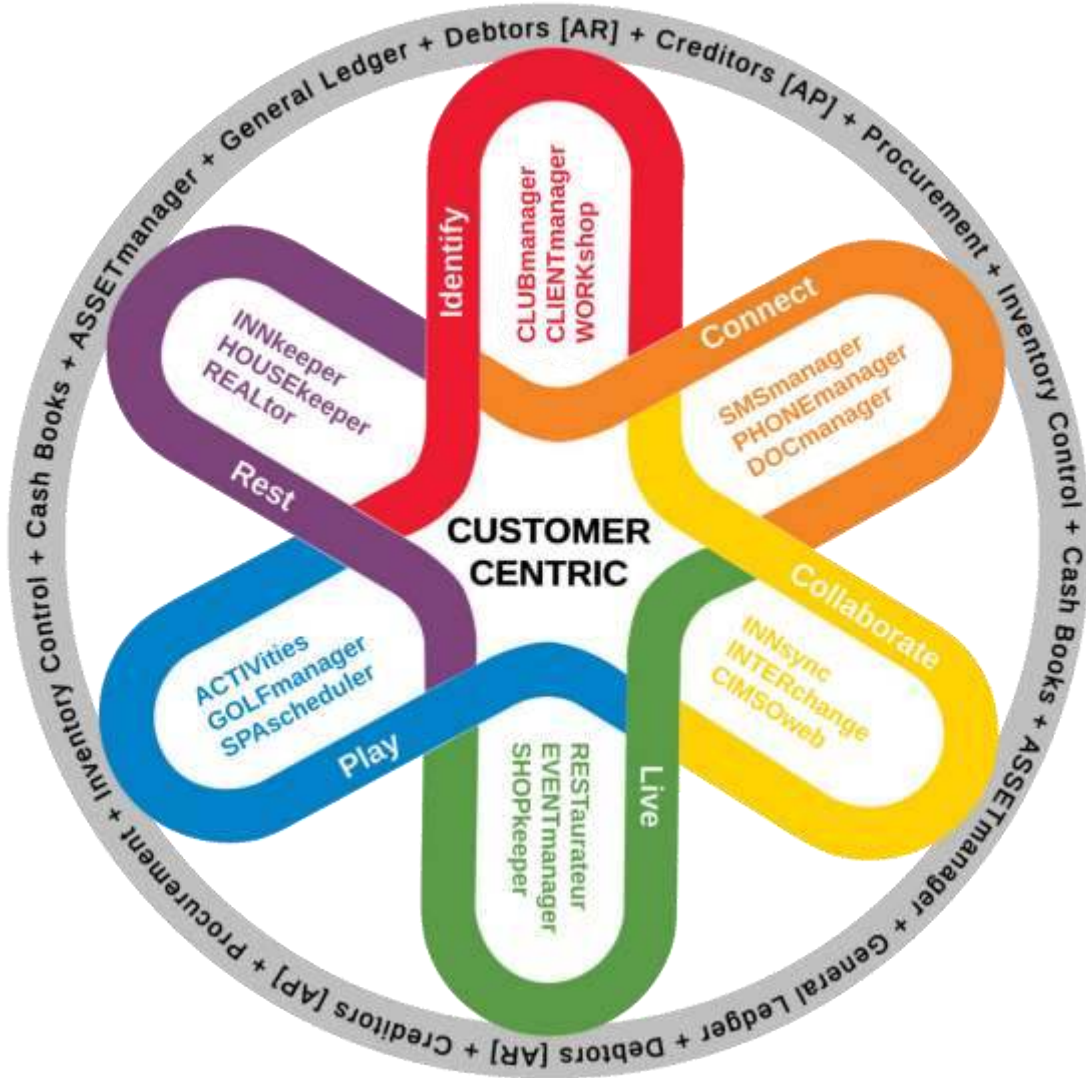 General Ledger + Debtors [AR] + Creditors [AP] + Procurement + Inventory Control + Cash Books + ASSETmanager + General Ledger + Debtors [AR] + Creditors [AP] + Procurement + Inventory Control + Cash Books + ASSETmanager +
Identify
CLUBmanager
CLIENTmanager
WORKshop
Connect
SMSmanager
PHONEmanager
DOCmanager
Collaborate
INNsync
INTERchange
CIMSOweb
Live
RESTaurateur
EVENTmanager
SHOPkeeper
Play
ACTIVities
GOLFmanager
SPAscheduler
Rest
INNkeeper
HOUSEkeeper
REALtor
CUSTOMER
CENTRIC